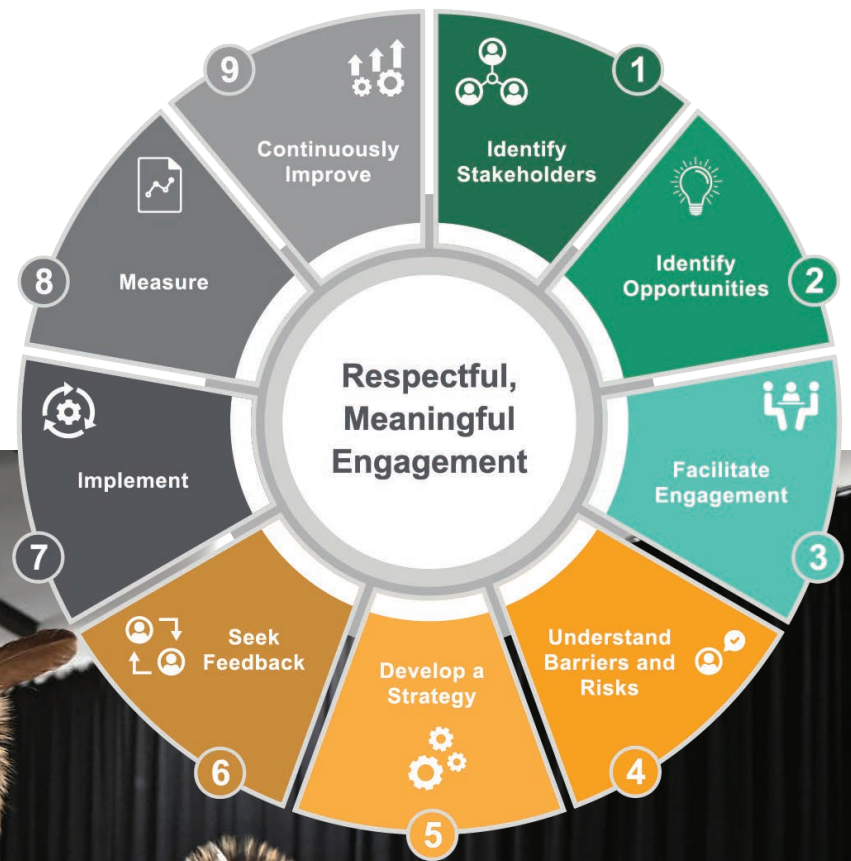 Respectful,
Meaningful
Engagement
1
Identify
Stakeholders
2
Identify
Opportunities
3
Facilitate
Engagement
4
Understand
Barriers and
Risks
5
Develop a
Strategy
6
Seek
Feedback
7
Implement
8
Measure
9
Continuously
Improve